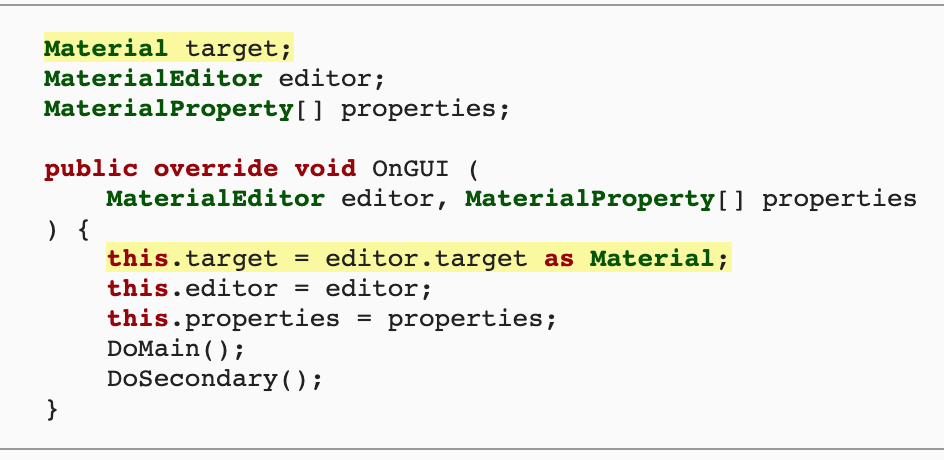 Material target;
MaterialEditor editor;
MaterialProperty[] properties;
public override void OnGUI (
MaterialEditor editor, MaterialProperty[] properties
) {
this.target = editor.target as Material;
this.editor = editor;
this.properties = properties;
DoMain();
DoSecondary();
}